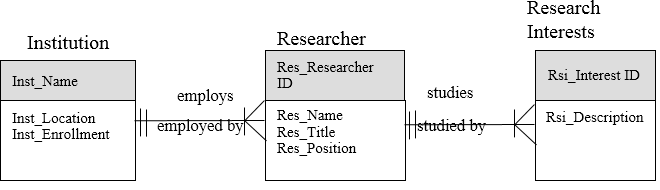 Institution
Inst_Name
Inst_Location
Inst_Enrollment
employs
employed by
Researcher
Res_Researcher
ID
Res_Name
Res_Title
Res_Position
studies
studied by
Research
Interests
Rsi_Interest ID
Rsi_Description